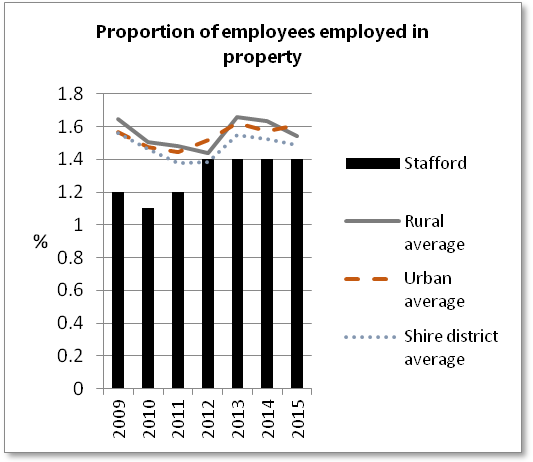 Proportion of employees employed in
property
1.8
1.6
1.4
1.2
1
0.8
0.6
0.4
0.2
0
%
2009
2010
2011
2012
2013
2014
2015
Stafford
Rural
average
Urban
average
Shire district
average